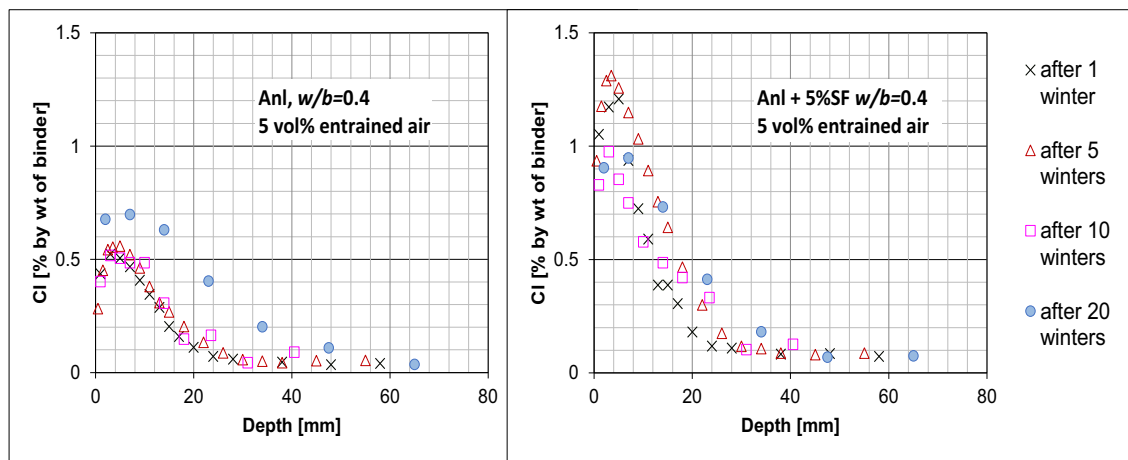 1.5
1
0.5
0
Cl [% by wt of binder]
Anl, w/b=0.4
5 vol% entrained air
0 20 40 60 80
Depth [mm]
1.5
1
0.5
0
Cl [% by wt of binder]
Anl + 5%SF w/b=0.4
5 vol% entrained air
0 20 40 60 80
Depth [mm]
after 1
winter
after 5
winters
after 10
winters
after 20
winters